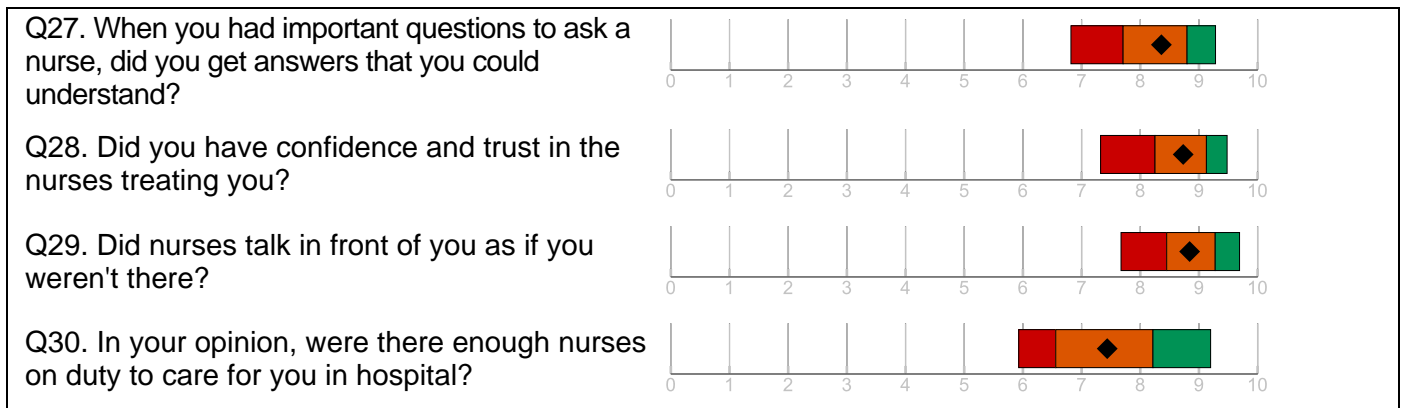 Q27. When you had important questions to ask a
nurse, did you get answers that you could
understand?
0 1 2 3 4 5 6 7 8 9 10
Q28. Did you have confidence and trust in the
nurses treating you?
0 1 2 3 4 5 6 7 8 9 10
Q29. Did nurses talk in front of you as if you
weren't there?
0 1 2 3 4 5 6 7 8 9 10
Q30. In your opinion, were there enough nurses
on duty to care for you in hospital?
0 1 2 3 4 5 6 7 8 9 10